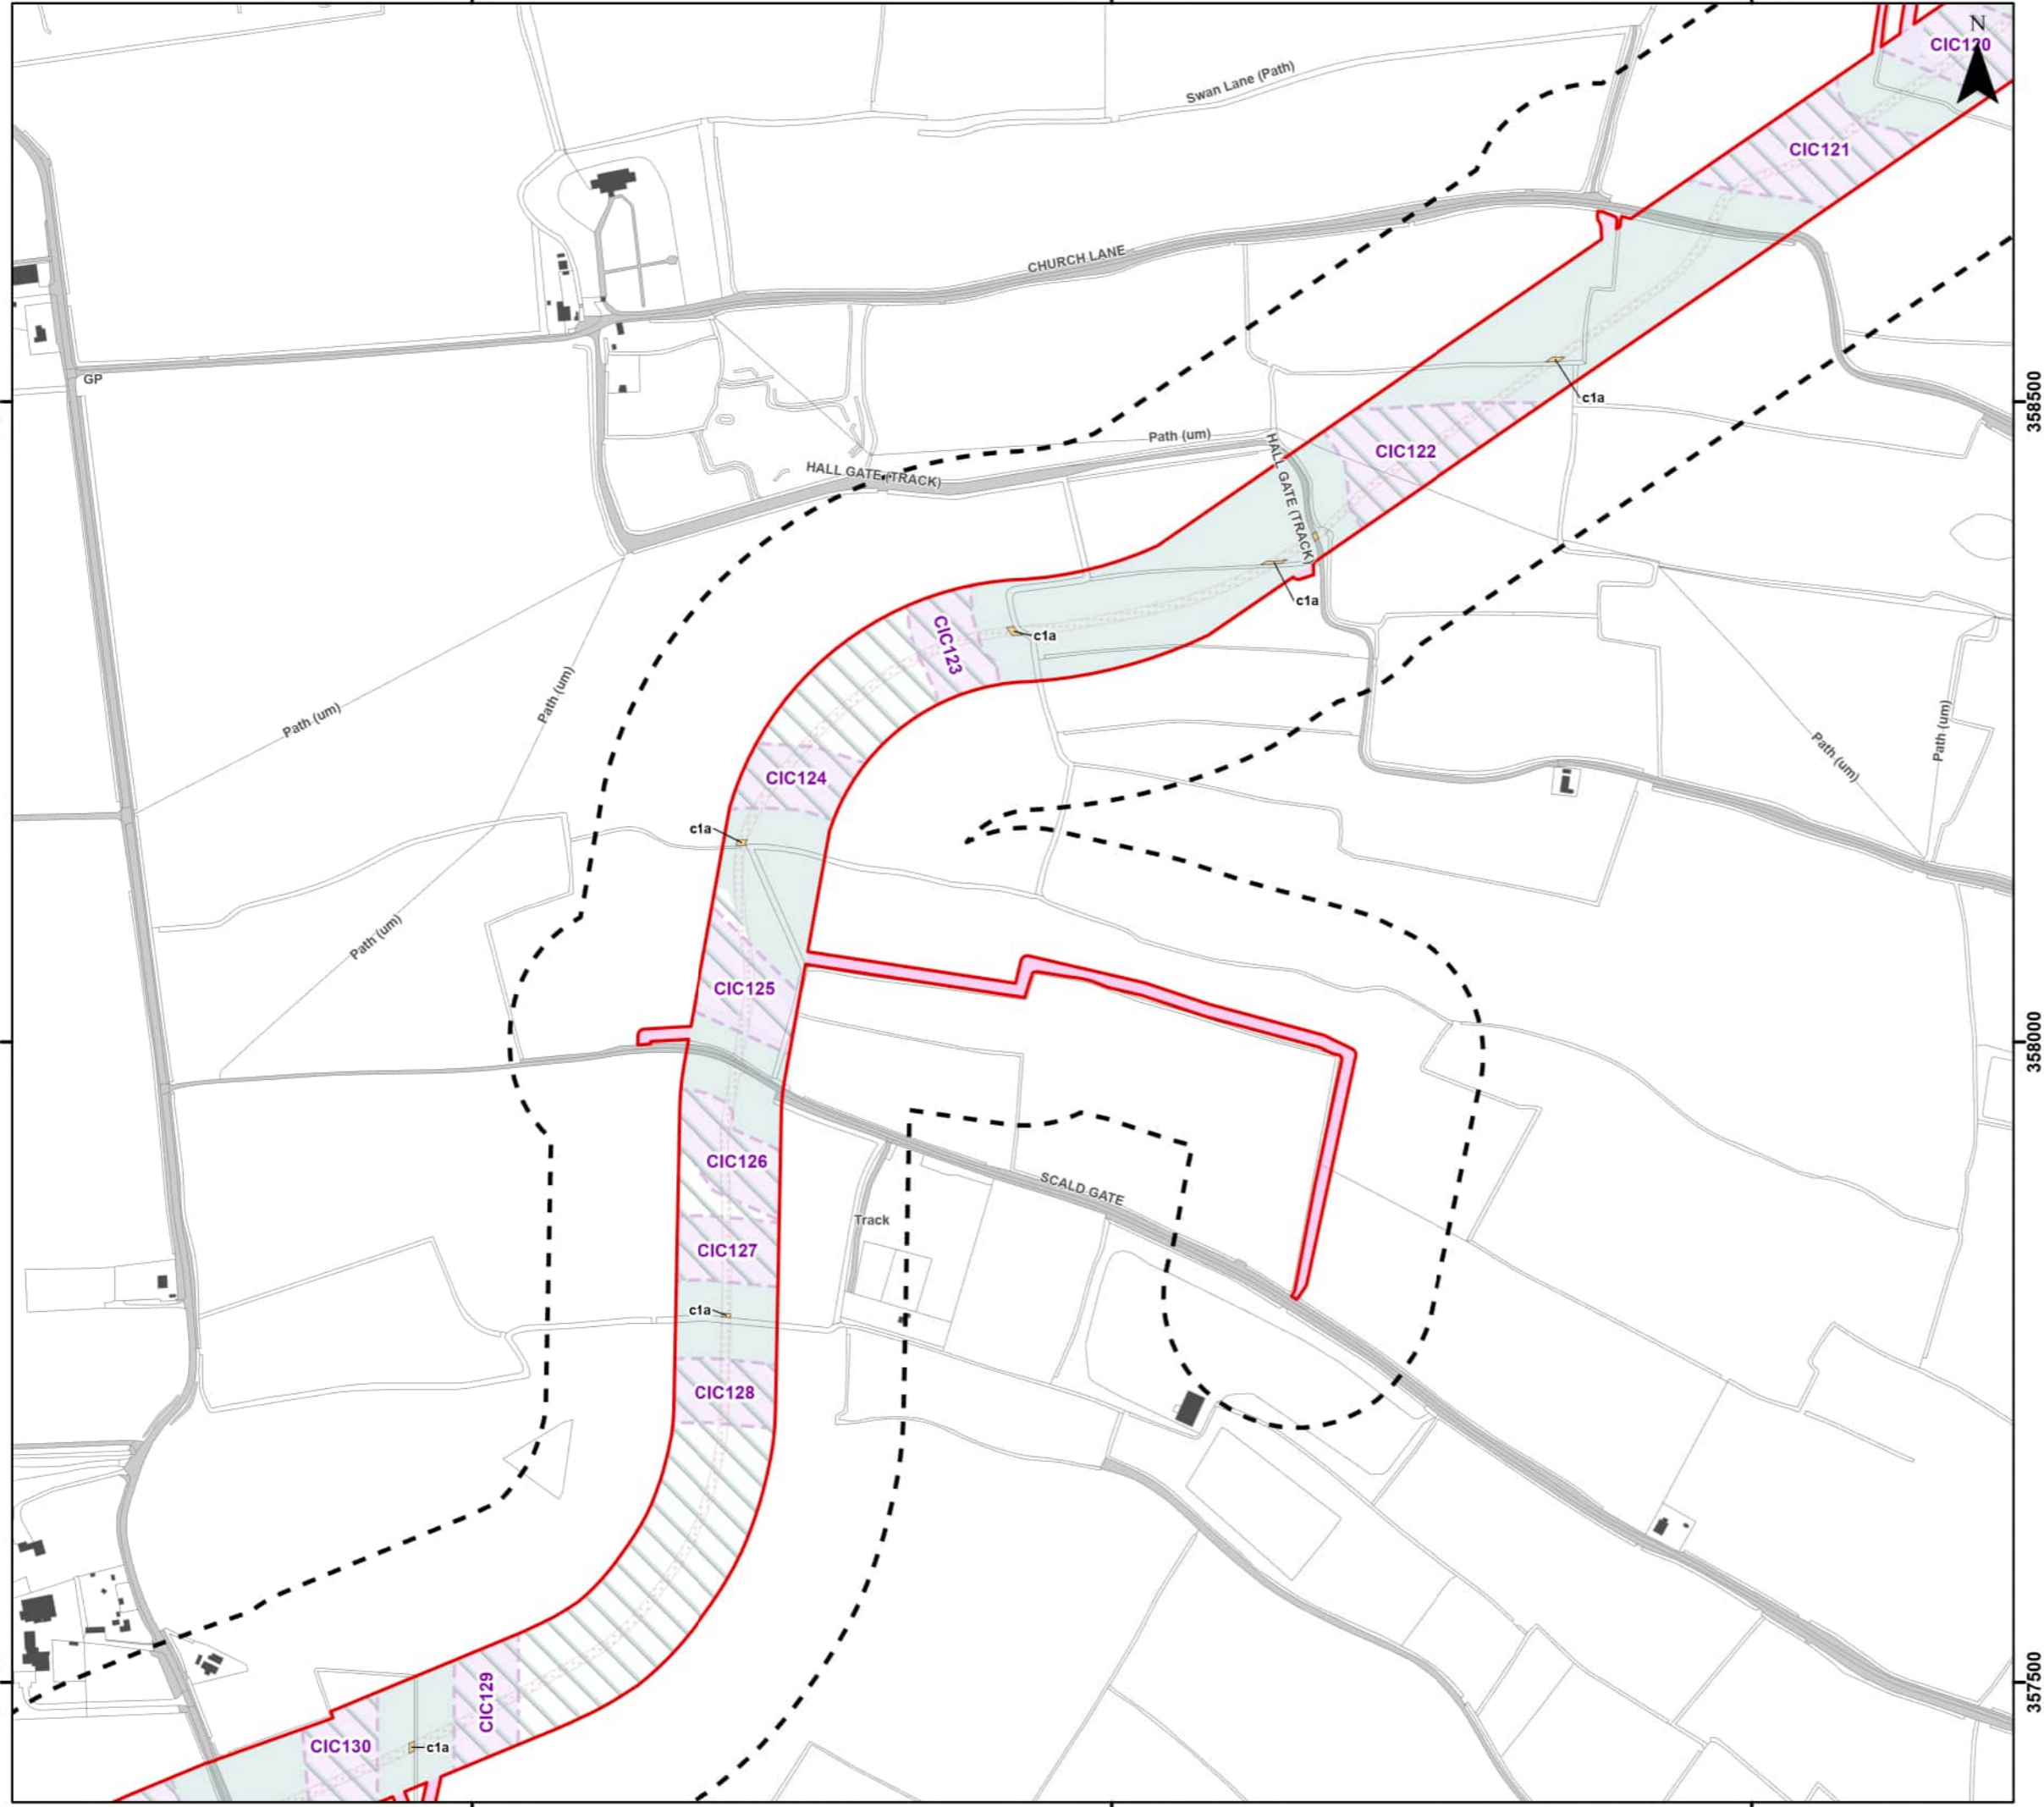 N
CIC120
Swan Lane (Path)
CIC121
CHURCH LANE
GP
358500
c1a
Path (um)
CIC122
HALL GATE (TRACK)
HALL GATE (TRACK)
c1a
c1a
CIC123
Path (um)
Path (um)
Path (um)
Path (um)
CIC124
c1a
Path (um)
CIC125
358000
CIC126
SCALD GATE
Track
CIC127
c1a
CIC128
CIC129
357500
CIC130
c1a